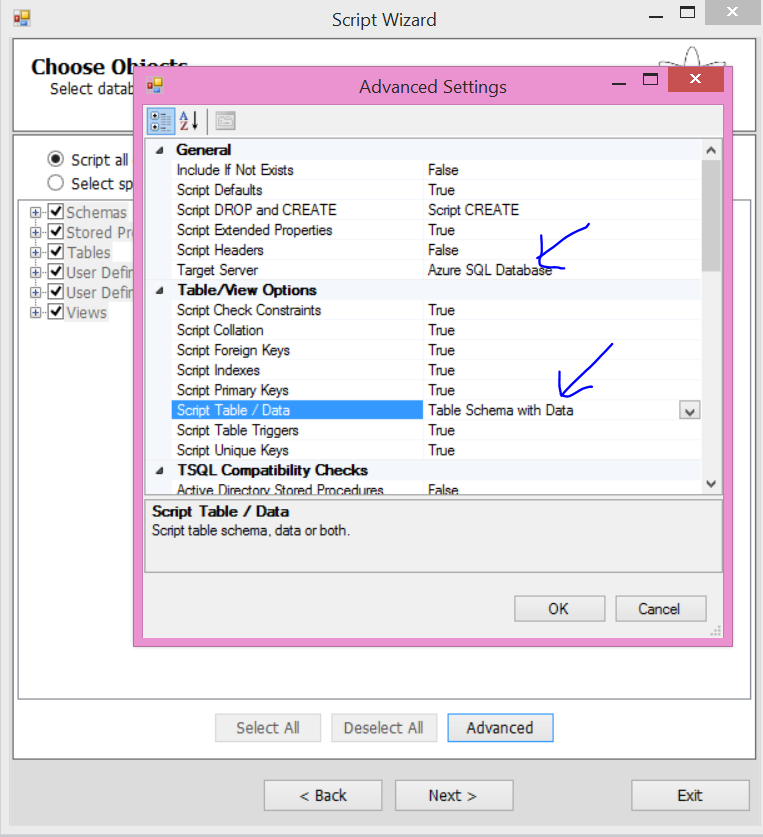 Script Wizard
Choose Objects
Select datab
Script all
Select sp
Schemas
Stored Pr
Tables
User Defin
User Defin
Views
Advanced Settings
General
Include If Not Exists False
Script Defaults True
Script DROP and CREATE Script CREATE
Script Extended Properties True
Script Headers False
Target Server Azure SQL Database
Table/View Options
Script Check Constraints True
Script Collation True
Script Foreign Keys True
Script Indexes True
Script Primary Keys True
Script Table / Data Table Schema with Data
Script Table Triggers True
Script Unique Keys True
TSQL Compatibility Checks
Active Directory Stored Procedures False
Script Table / Data
Script table schema, data or both.
OK Cancel
Select All Deselect All Advanced
< Back Next > Exit